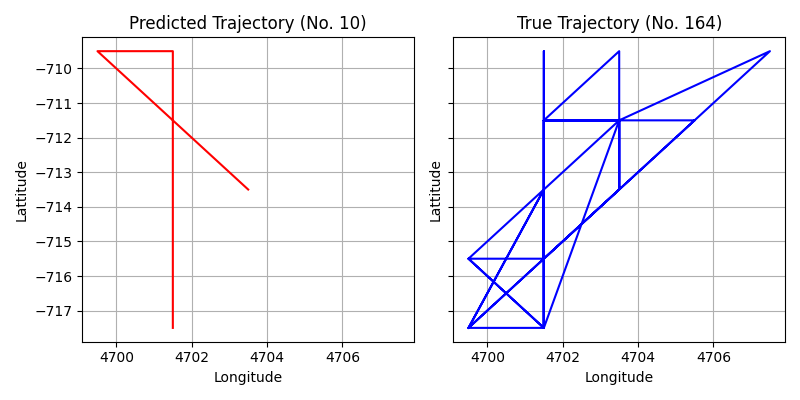 Predicted Trajectory (No. 10)
True Trajectory (No. 164)
Lattitude
−710
−711
−712
−713
−714
−715
−716
−717
4700
4702
4704
4706
Longitude
Lattitude
4700
4702
4704
4706
Longitude